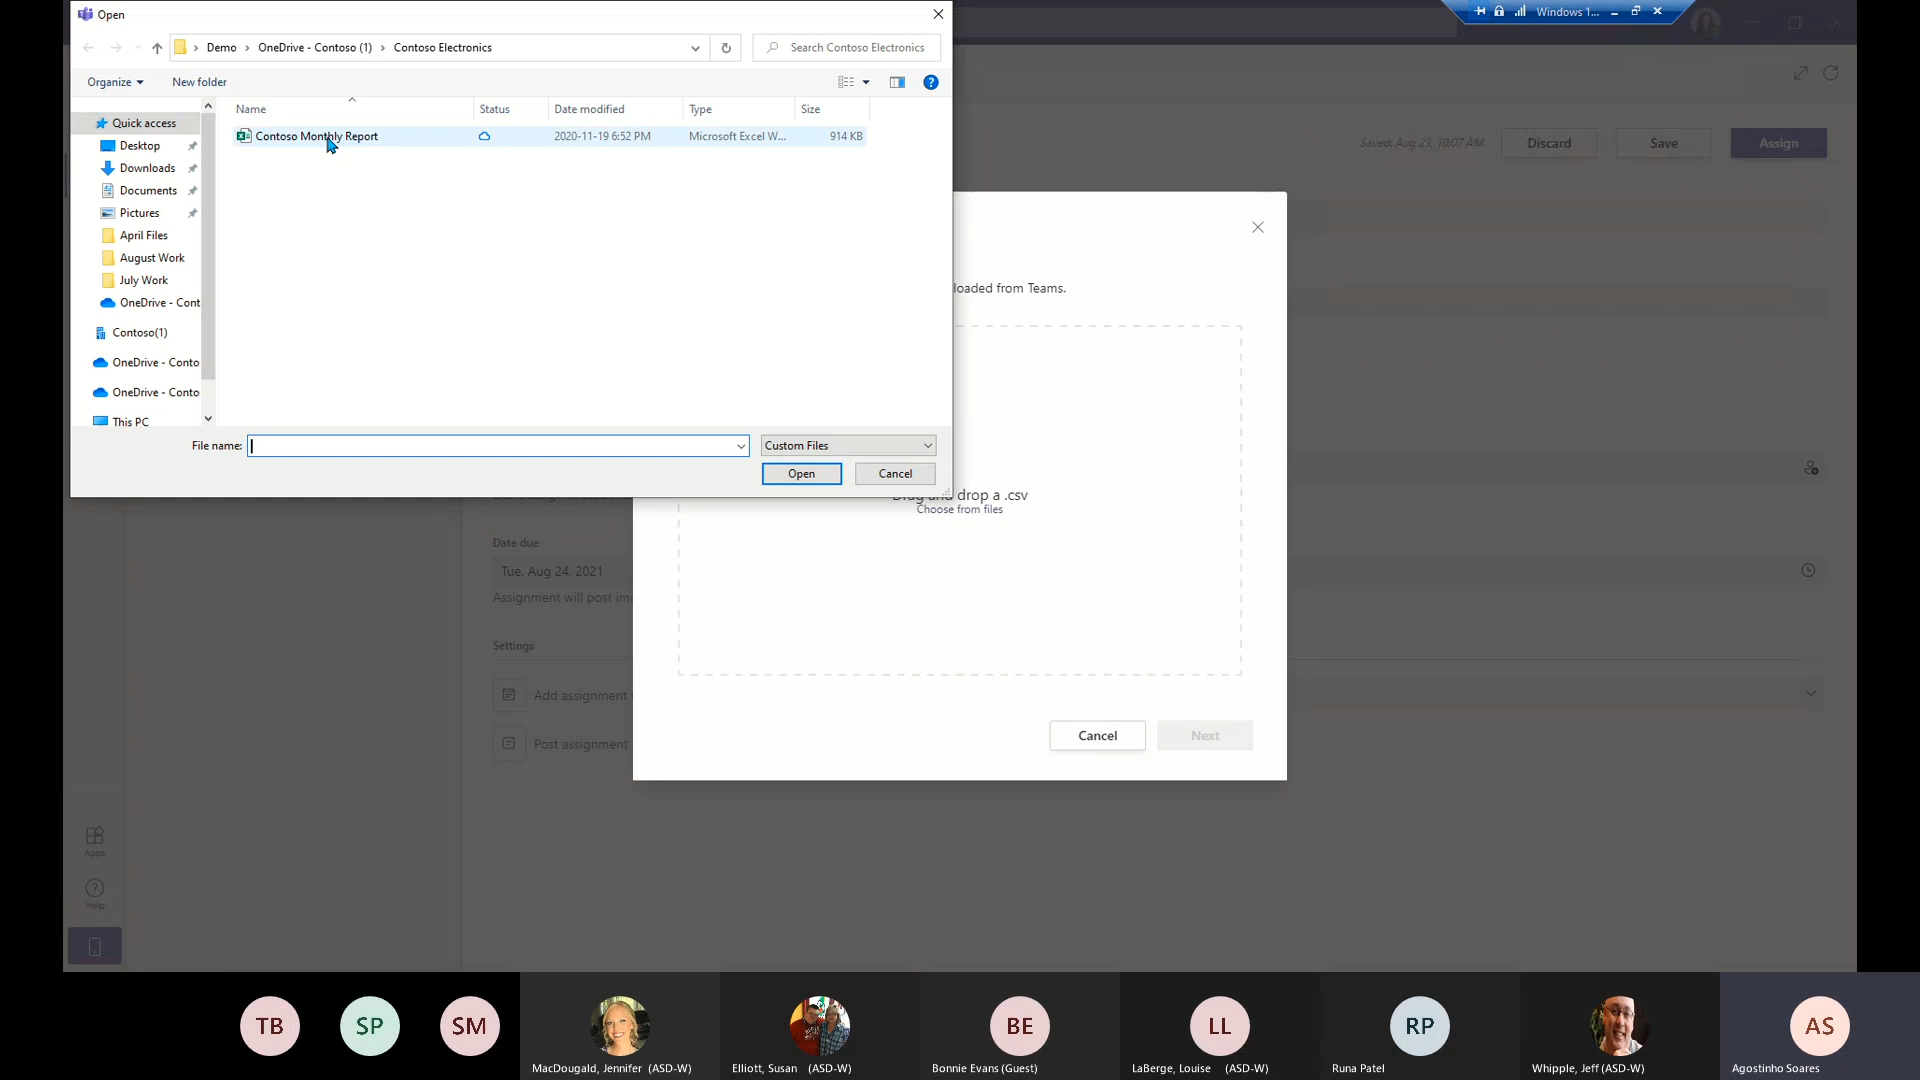 Open
Windows 1...
Demo
OneDrive - Contoso (1)
Contoso Electronics
Search Contoso Electronics
Organize
New folder
Name
Status
Date modified
Type
Size
Contoso Monthly Report
2020-11-19 6:52 PM
Microsoft Excel W...
914 KB
Quick access
Desktop
Downloads
Documents
Pictures
April Files
August Work
July Work
OneDrive - Cont
Contoso(1)
OneDrive - Conto
OneDrive - Conto
This PC
File name:
Custom Files
Open
Cancel
Saved: Aug 23, 10:07 AM
Discard
Save
Assign
loaded from Teams.
Drag and drop a .csv
Choose from files
Date due
Tue, Aug 24, 2021
Assignment will post im
Settings
Add assignment
Post assignment
Cancel
Next
Apps
Help
TB
SP
SM
BE
LL
RP
AS
MacDougald, Jennifer (ASD-W)
Elliott, Susan (ASD-W)
Bonnie Evans (Guest)
LaBerge, Louise (ASD-W)
Runa Patel
Whipple, Jeff (ASD-W)
Agostinho Soares